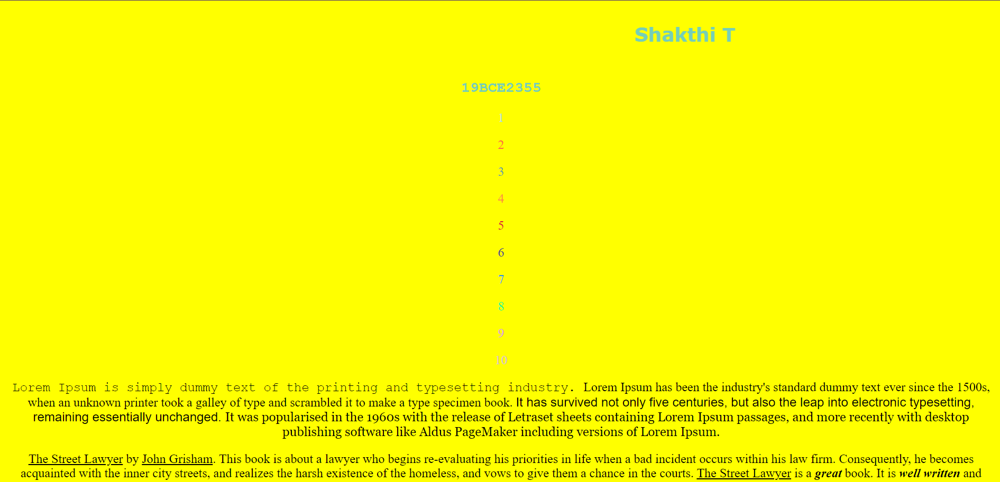 Shakthi T
19BCE2355
1
2
3
4
5
6
7
8
9
10
Lorem Ipsum is simply dummy text of the printing and typesetting industry. Lorem Ipsum has been the industry's standard dummy text ever since the 1500s,
when an unknown printer took a galley of type and scrambled it to make a type specimen book. It has survived not only five centuries, but also the leap into electronic typesetting,
remaining essentially unchanged. It was popularised in the 1960s with the release of Letraset sheets containing Lorem Ipsum passages, and more recently with desktop
publishing software like Aldus PageMaker including versions of Lorem Ipsum.
The Street Lawyer by John Grisham. This book is about a lawyer who begins re-evaluating his priorities in life when a bad incident occurs within his law firm. Consequently, he becomes
acquainted with the inner city streets, and realizes the harsh existence of the homeless, and vows to give them a chance in the courts. The Street Lawyer is a great book. It is well written and